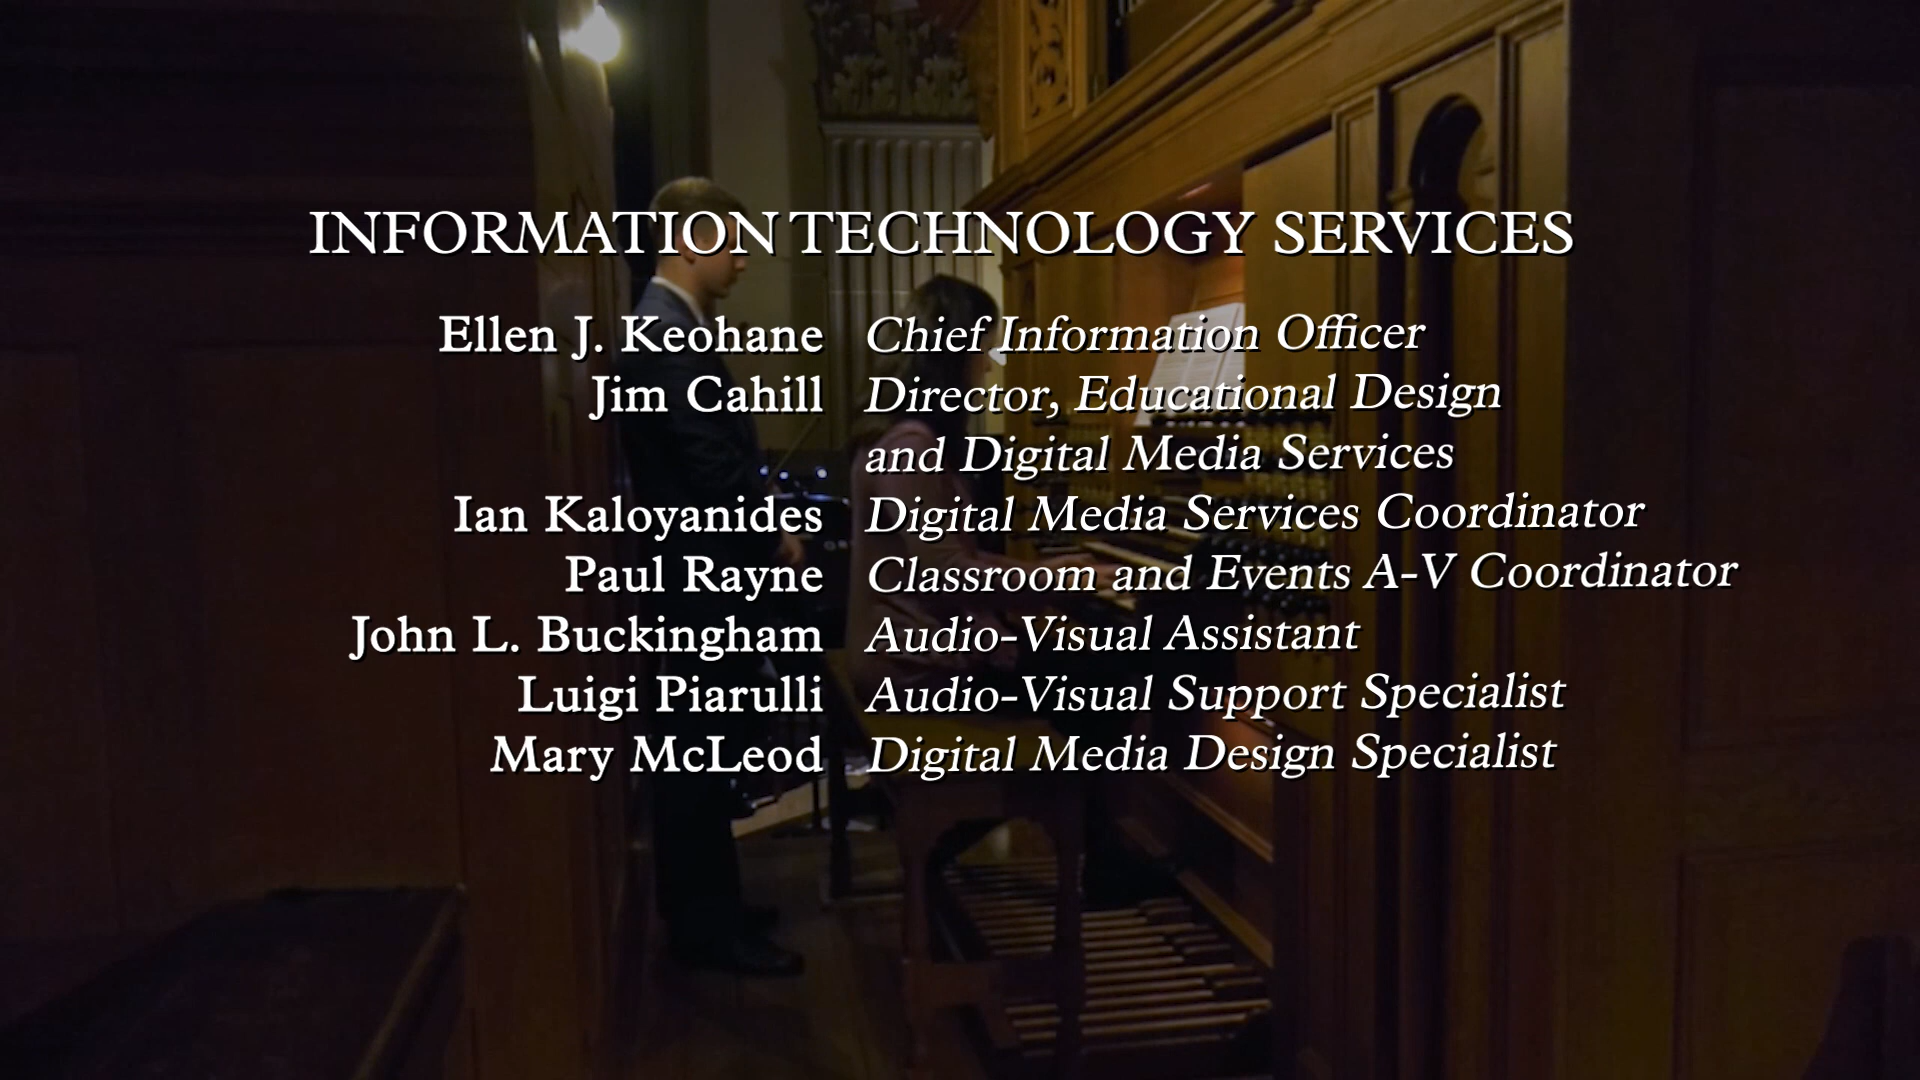 INFORMATION TECHNOLOGY SERVICES
Ellen J. Keohane Chief Information Officer
Jim Cahill Director, Educational Design
and Digital Media Services
Ian Kaloyanides Digital Media Services Coordinator
Paul Rayne Classroom and Events A-V Coordinator
John L. Buckingham Audio-Visual Assistant
Luigi Piarulli Audio-Visual Support Specialist
Mary McLeod Digital Media Design Specialist